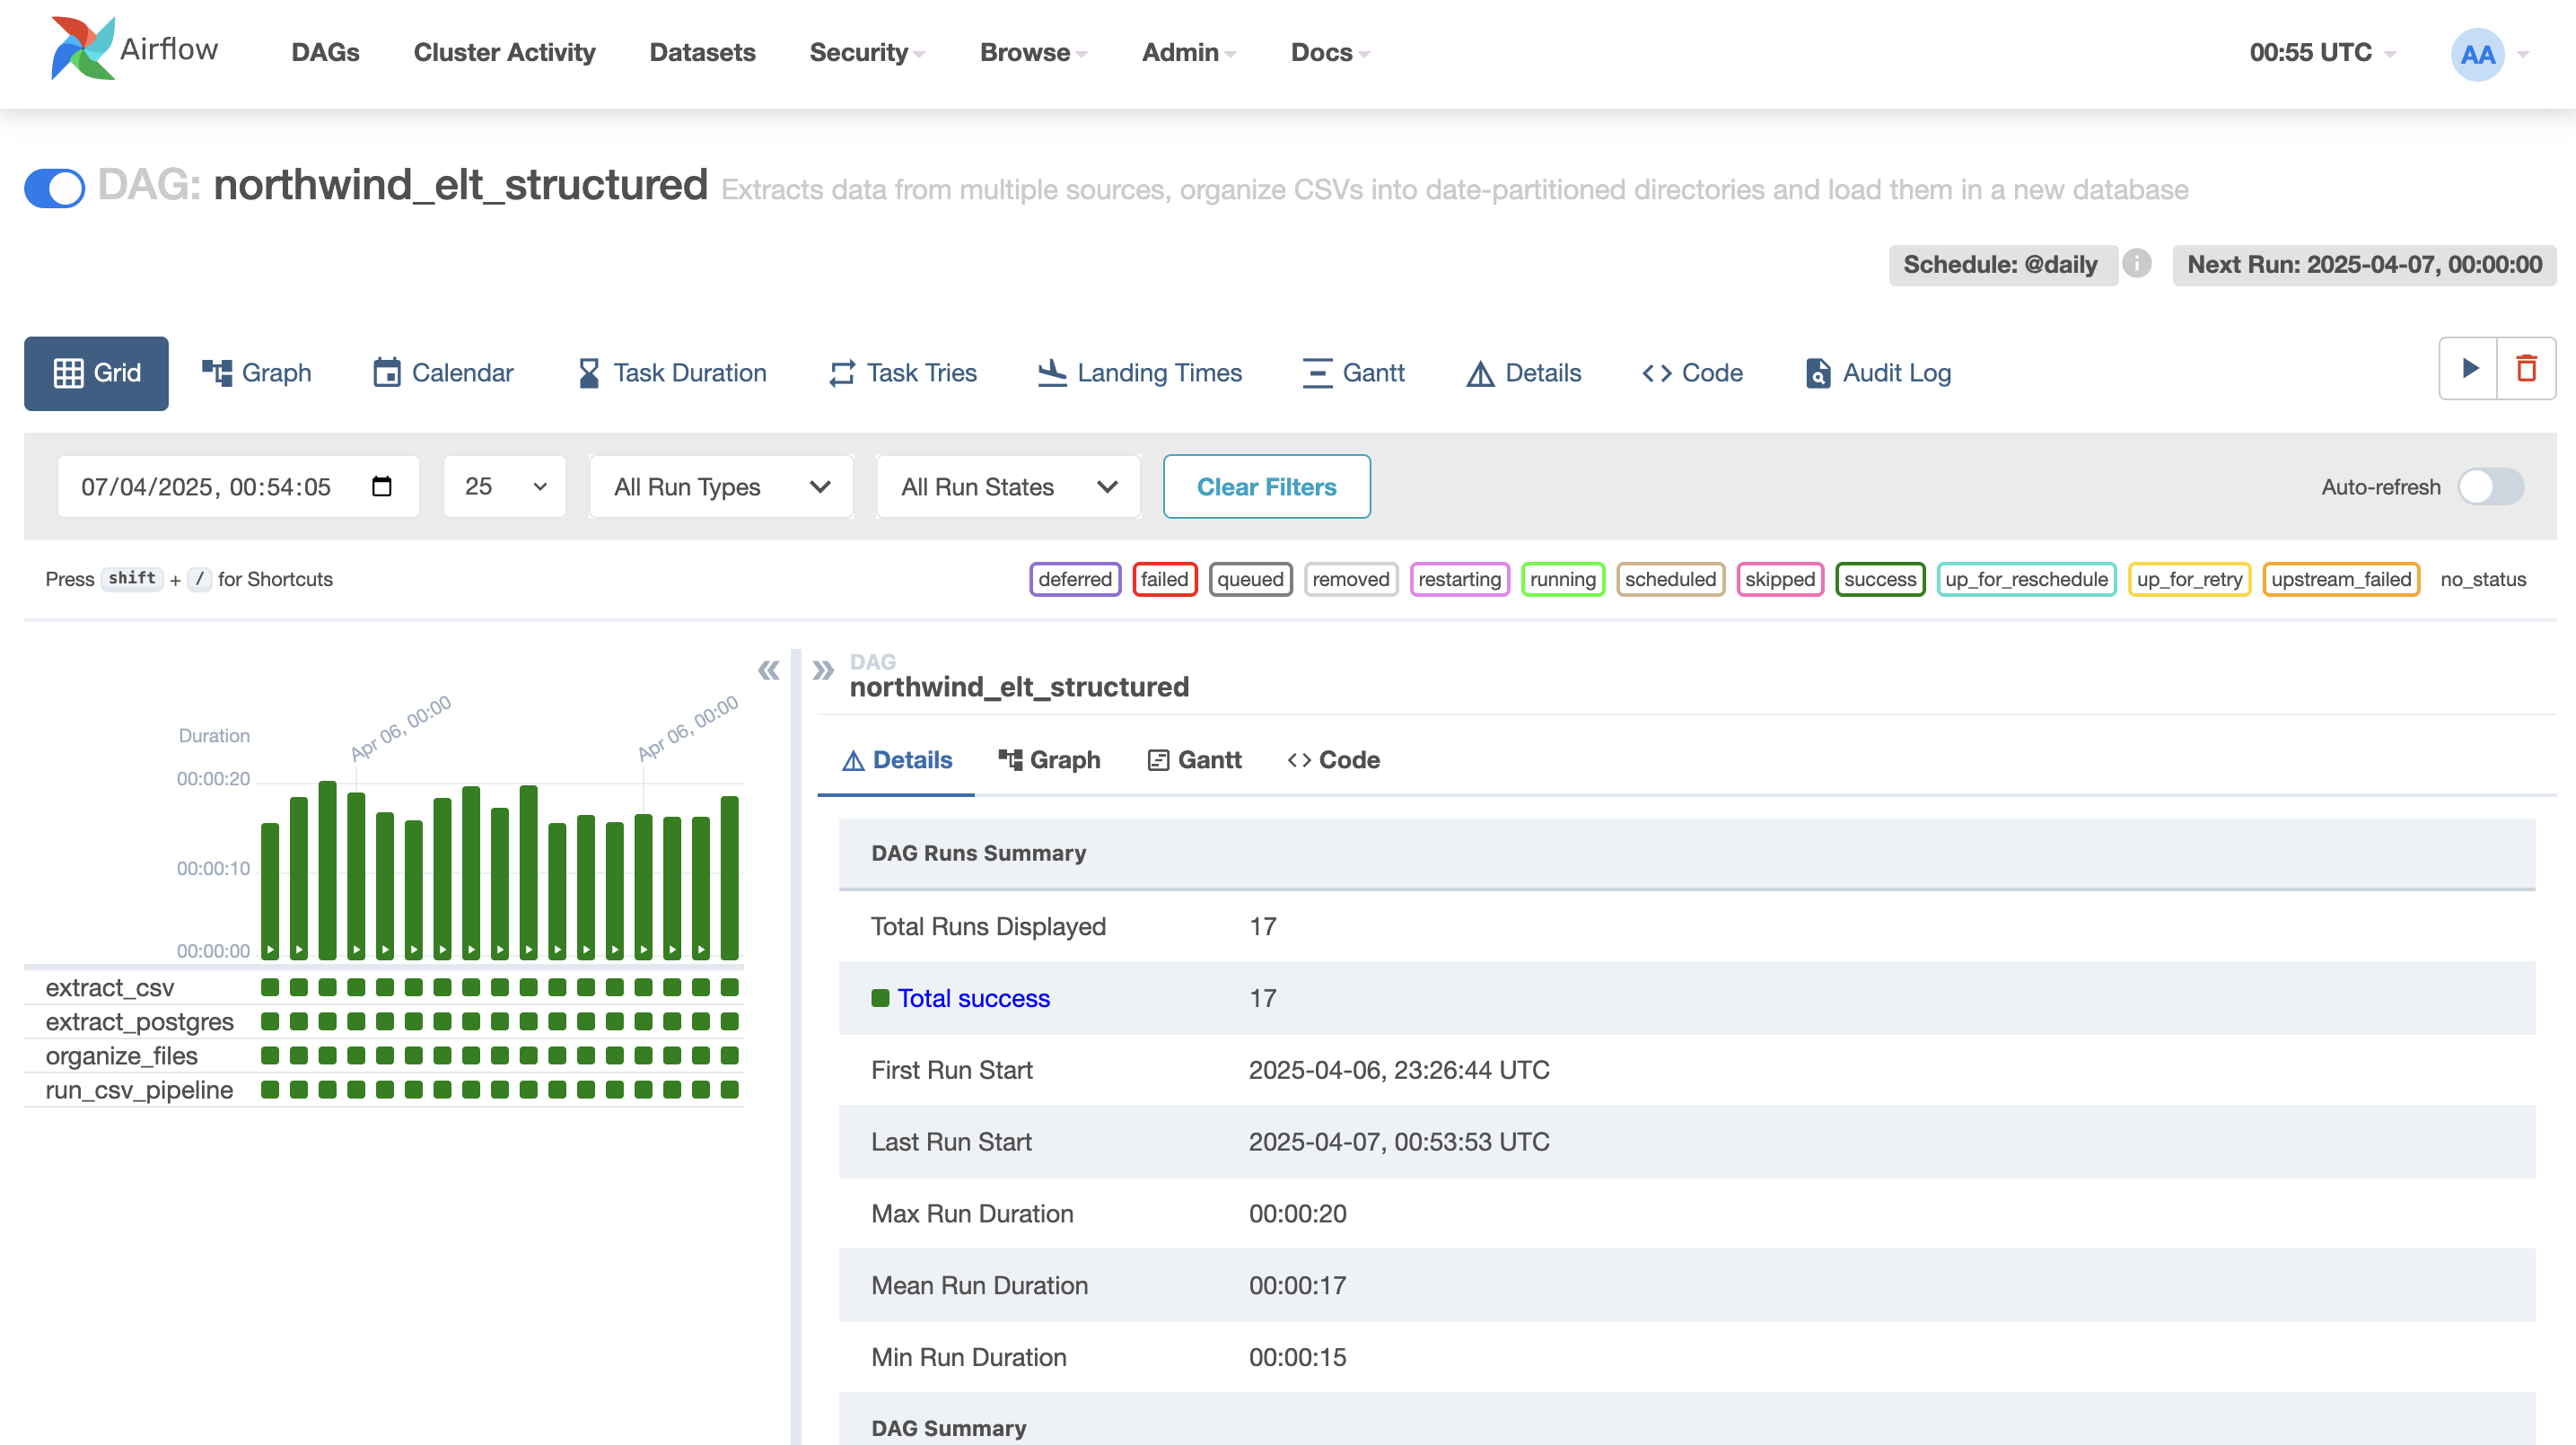 Airflow DAGs Cluster Activity Datasets Security Browse Admin Docs 00:55 UTC AA
DAG: northwind_elt_structured Extracts data from multiple sources, organize CSVs into date-partitioned directories and load them in a new database
Schedule: @daily i Next Run: 2025-04-07, 00:00:00
Grid Graph Calendar Task Duration Task Tries Landing Times Gantt Details Code Audit Log
07/04/2025, 00:54:05 25 All Run Types All Run States Clear Filters Auto-refresh
Press shift + / for Shortcuts deferred failed queued removed restarting running scheduled skipped success up_for_reschedule up_for_retry upstream_failed no_status
Apr 06, 00:00 Apr 06, 00:00
Duration
00:00:20
00:00:10
00:00:00
extract_csv
extract_postgres
organize_files
run_csv_pipeline
DAG
northwind_elt_structured
Details Graph Gantt Code
DAG Runs Summary
Total Runs Displayed 17
Total success 17
First Run Start 2025-04-06, 23:26:44 UTC
Last Run Start 2025-04-07, 00:53:53 UTC
Max Run Duration 00:00:20
Mean Run Duration 00:00:17
Min Run Duration 00:00:15
DAG Summary